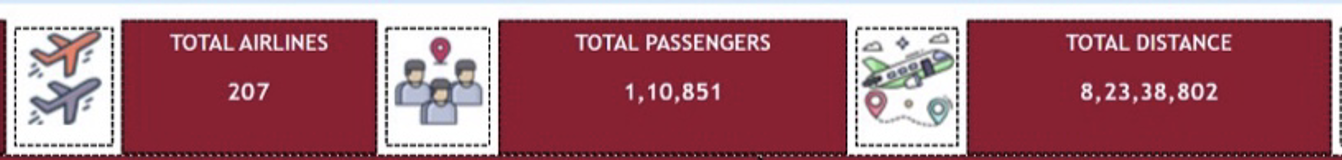 TOTAL AIRLINES
207
TOTAL PASSENGERS
1,10,851
TOTAL DISTANCE
8,23,38,802